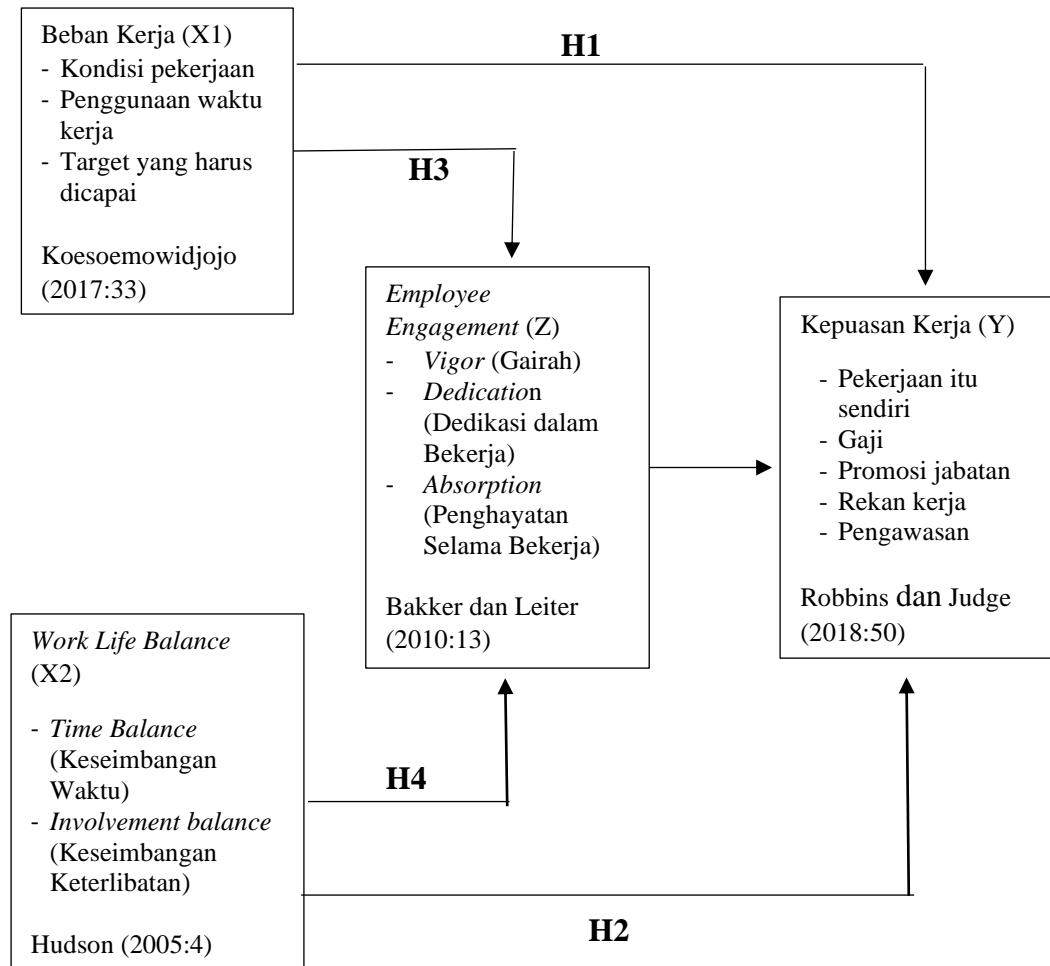 Beban Kerja (X1)
- Kondisi pekerjaan
- Penggunaan waktu
kerja
- Target yang harus
dicapai
Koesoemowidjojo
(2017:33)
H1
H3
Employee
Engagement (Z)
- Vigor (Gairah)
- Dedication
(Dedikasi dalam
Bekerja)
- Absorption
(Penghayatan
Selama Bekerja)
Bakker dan Leiter
(2010:13)
Kepuasan Kerja (Y)
- Pekerjaan itu
sendiri
- Gaji
- Promosi jabatan
- Rekan kerja
- Pengawasan
Robbins dan Judge
(2018:50)
Work Life Balance
(X2)
- Time Balance
(Keseimbangan
Waktu)
- Involvement balance
(Keseimbangan
Keterlibatan)
Hudson (2005:4)
H4
H2